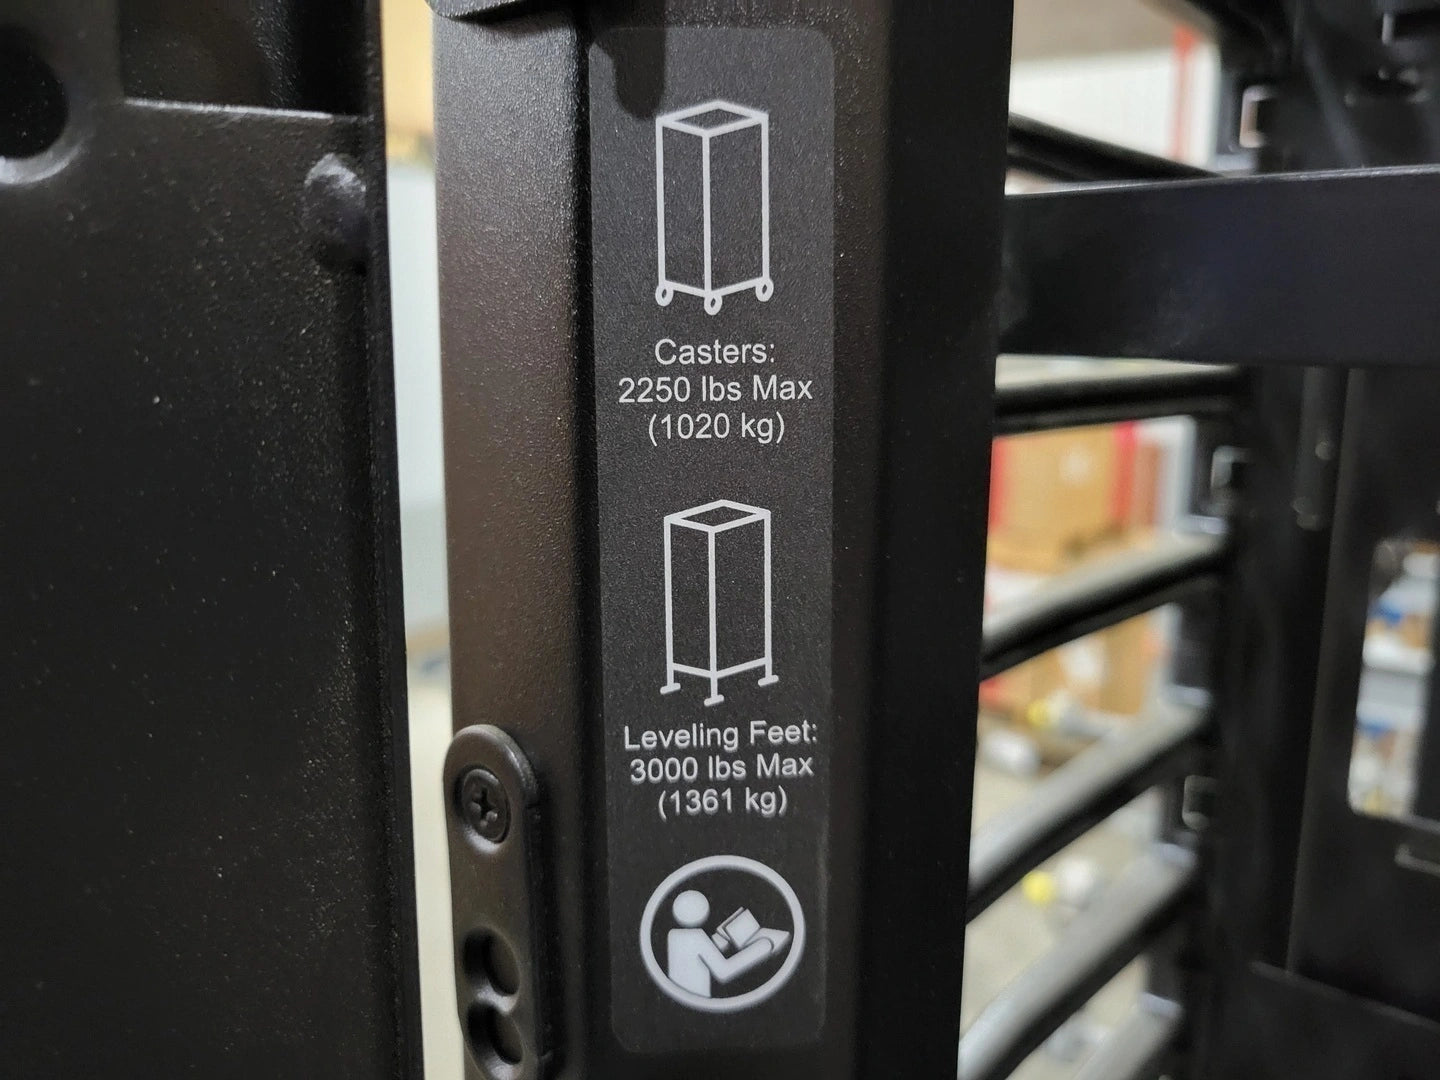 Casters:
2250 lbs Max
(1020 kg)
Leveling Feet:
3000 lbs Max
(1361 kg)